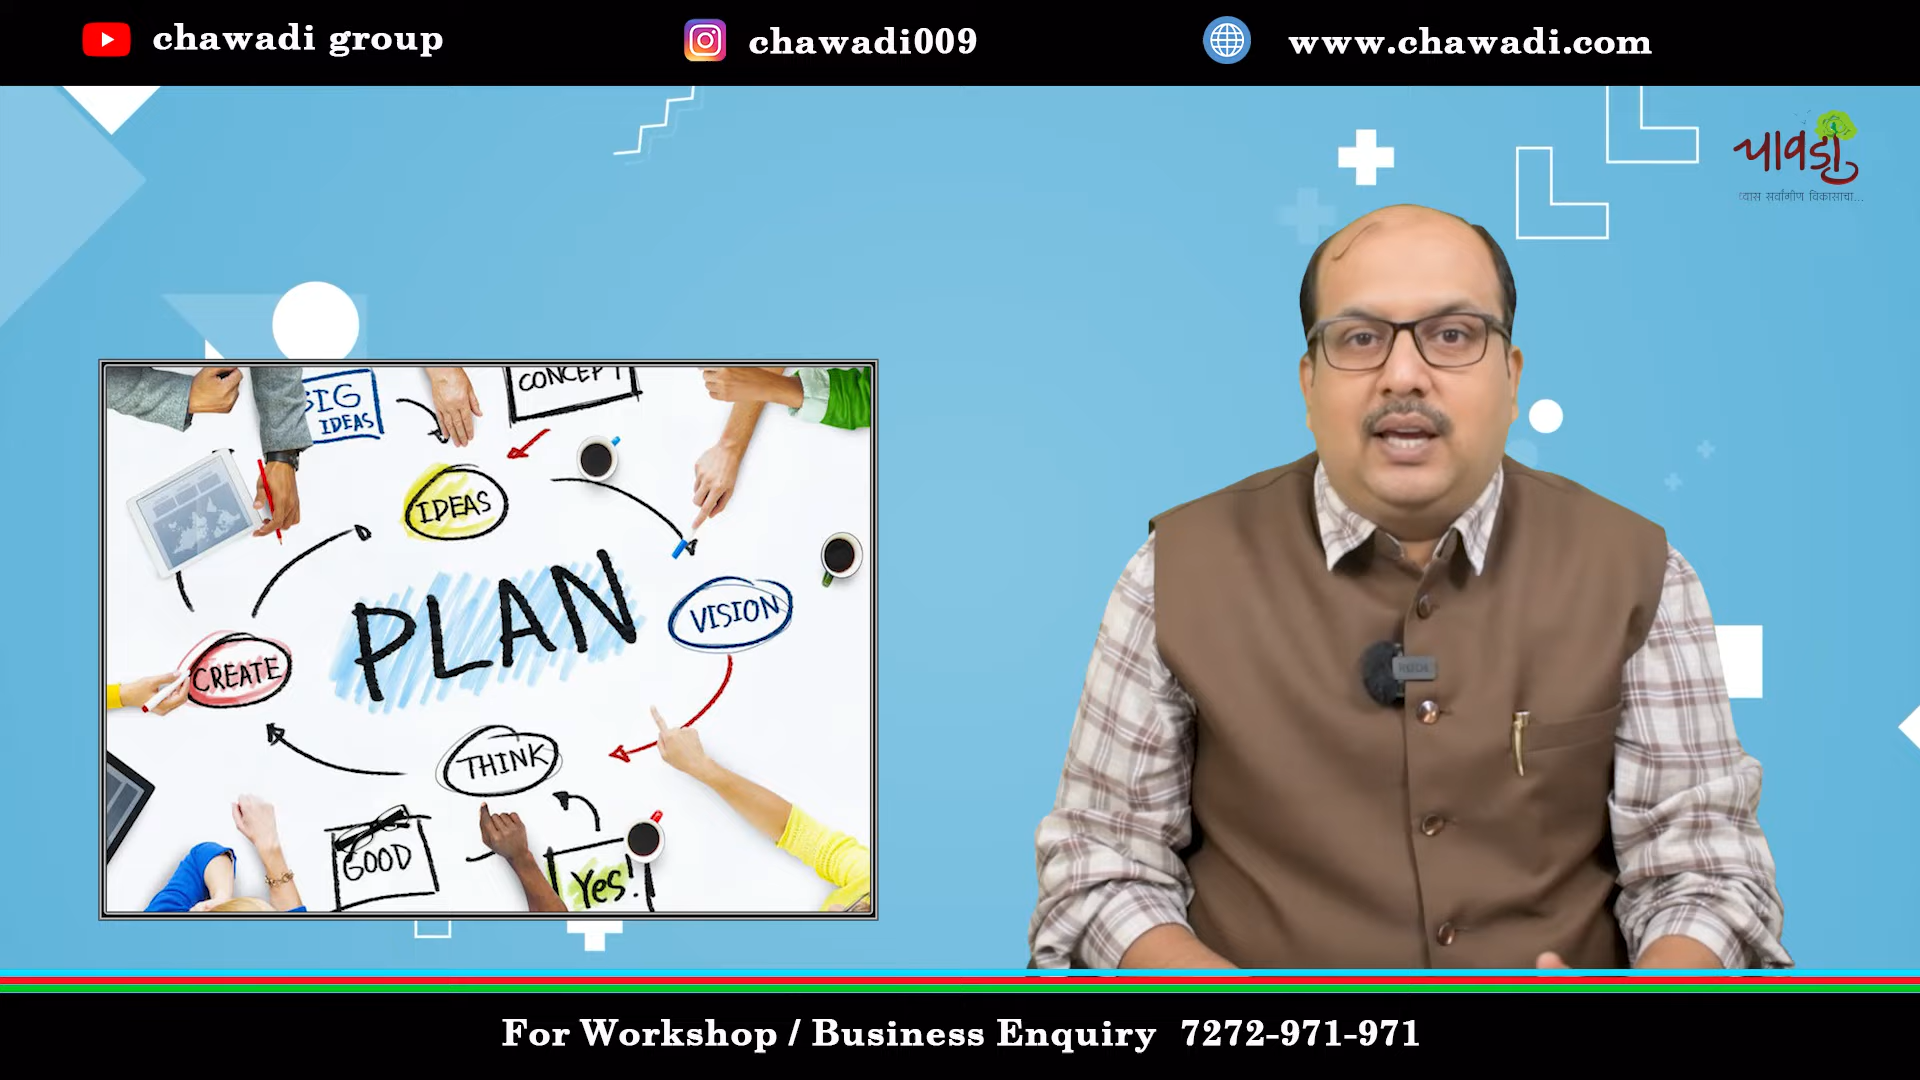 chawadi group
chawadi009
www.chawadi.com
चावडी
ध्यास सर्वांगीण विकासाचा...
BIG
IDEAS
CONCEPT
IDEAS
PLAN
VISION
CREATE
THINK
GOOD
Yes!
RODE
For Workshop / Business Enquiry 7272-971-971